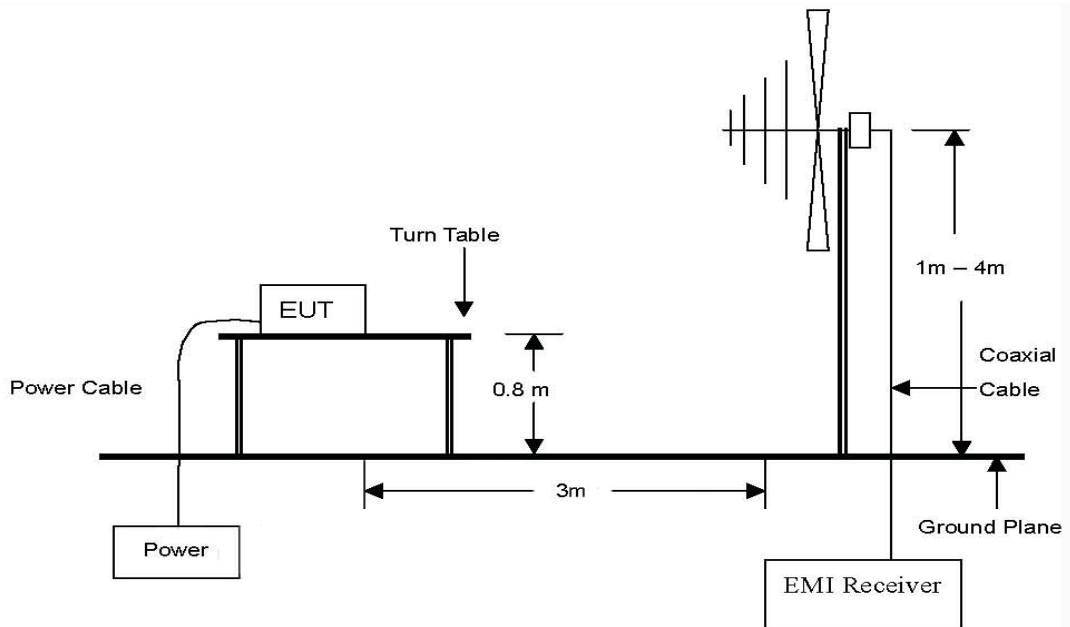 Turn Table
EUT
1m – 4m
Coaxial
Cable
Power Cable
0.8 m
3m
Ground Plane
Power
EMI Receiver